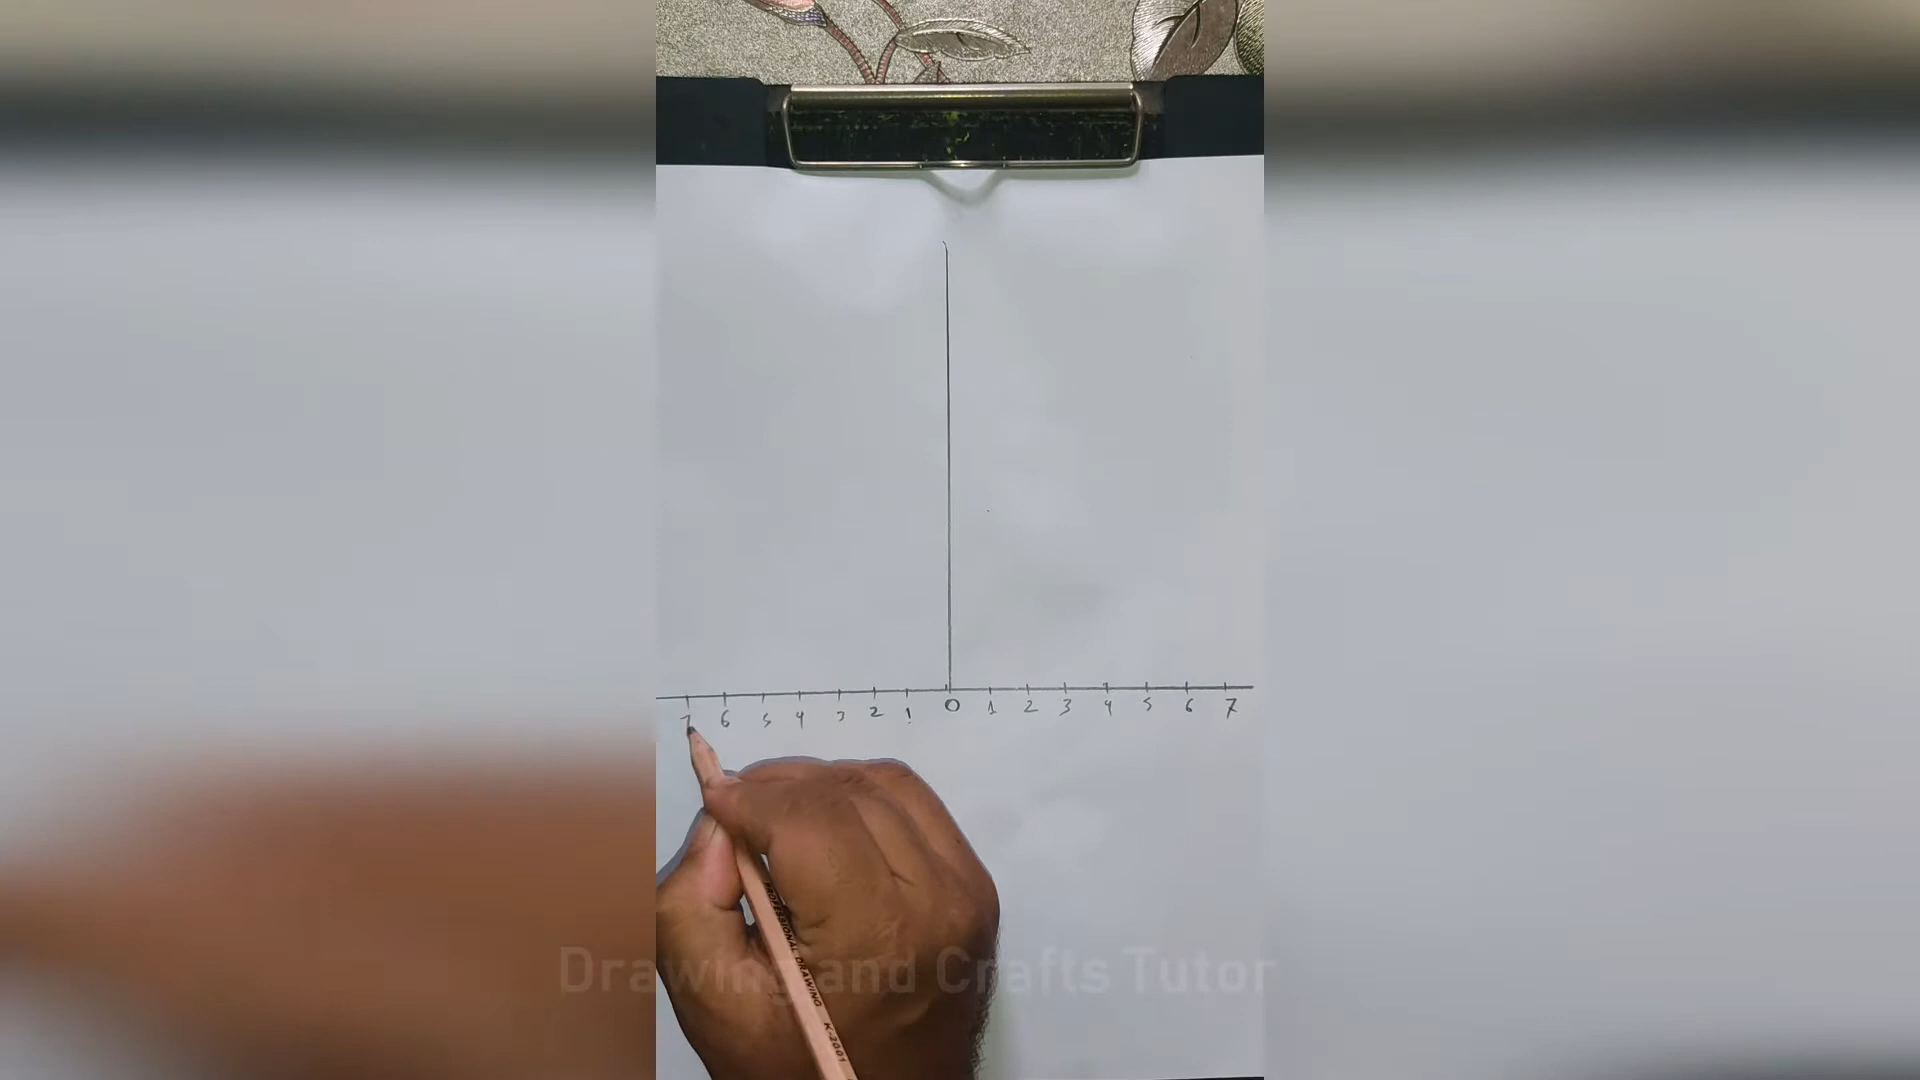 7 6 5 4 3 2 1 0 1 2 3 4 5 6 7
PROFESSIONAL DRAWING K-2001
Drawing and Crafts Tutor